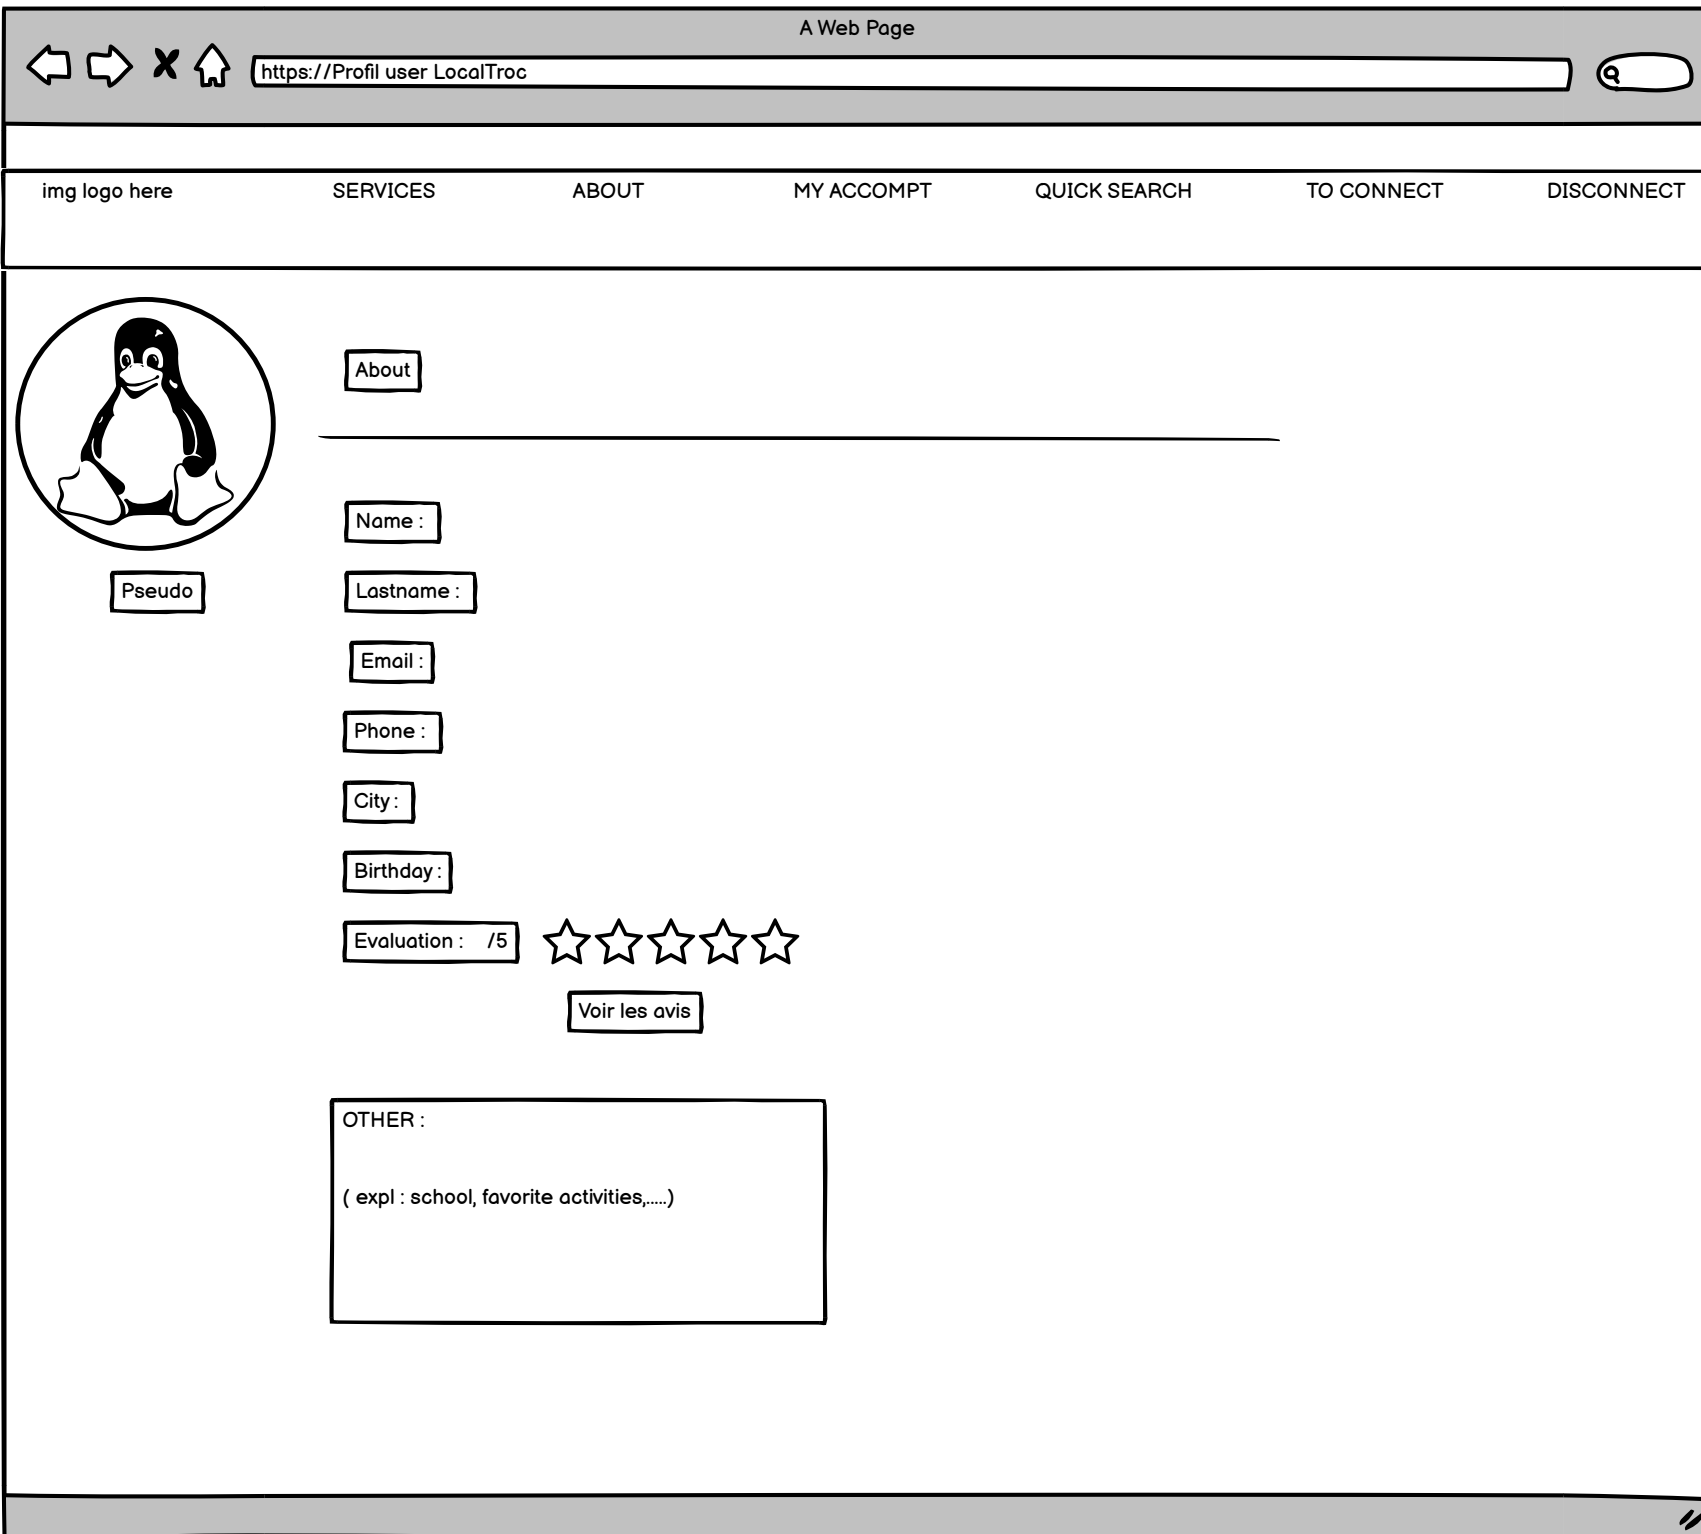 A Web Page
https://Profil user LocalTroc
img logo here SERVICES ABOUT MY ACCOMPT QUICK SEARCH TO CONNECT DISCONNECT
About
Name :
Pseudo
Lastname :
Email :
Phone :
City :
Birthday :
Evaluation : /5
Voir les avis
OTHER :
( expl : school, favorite activities,.....)